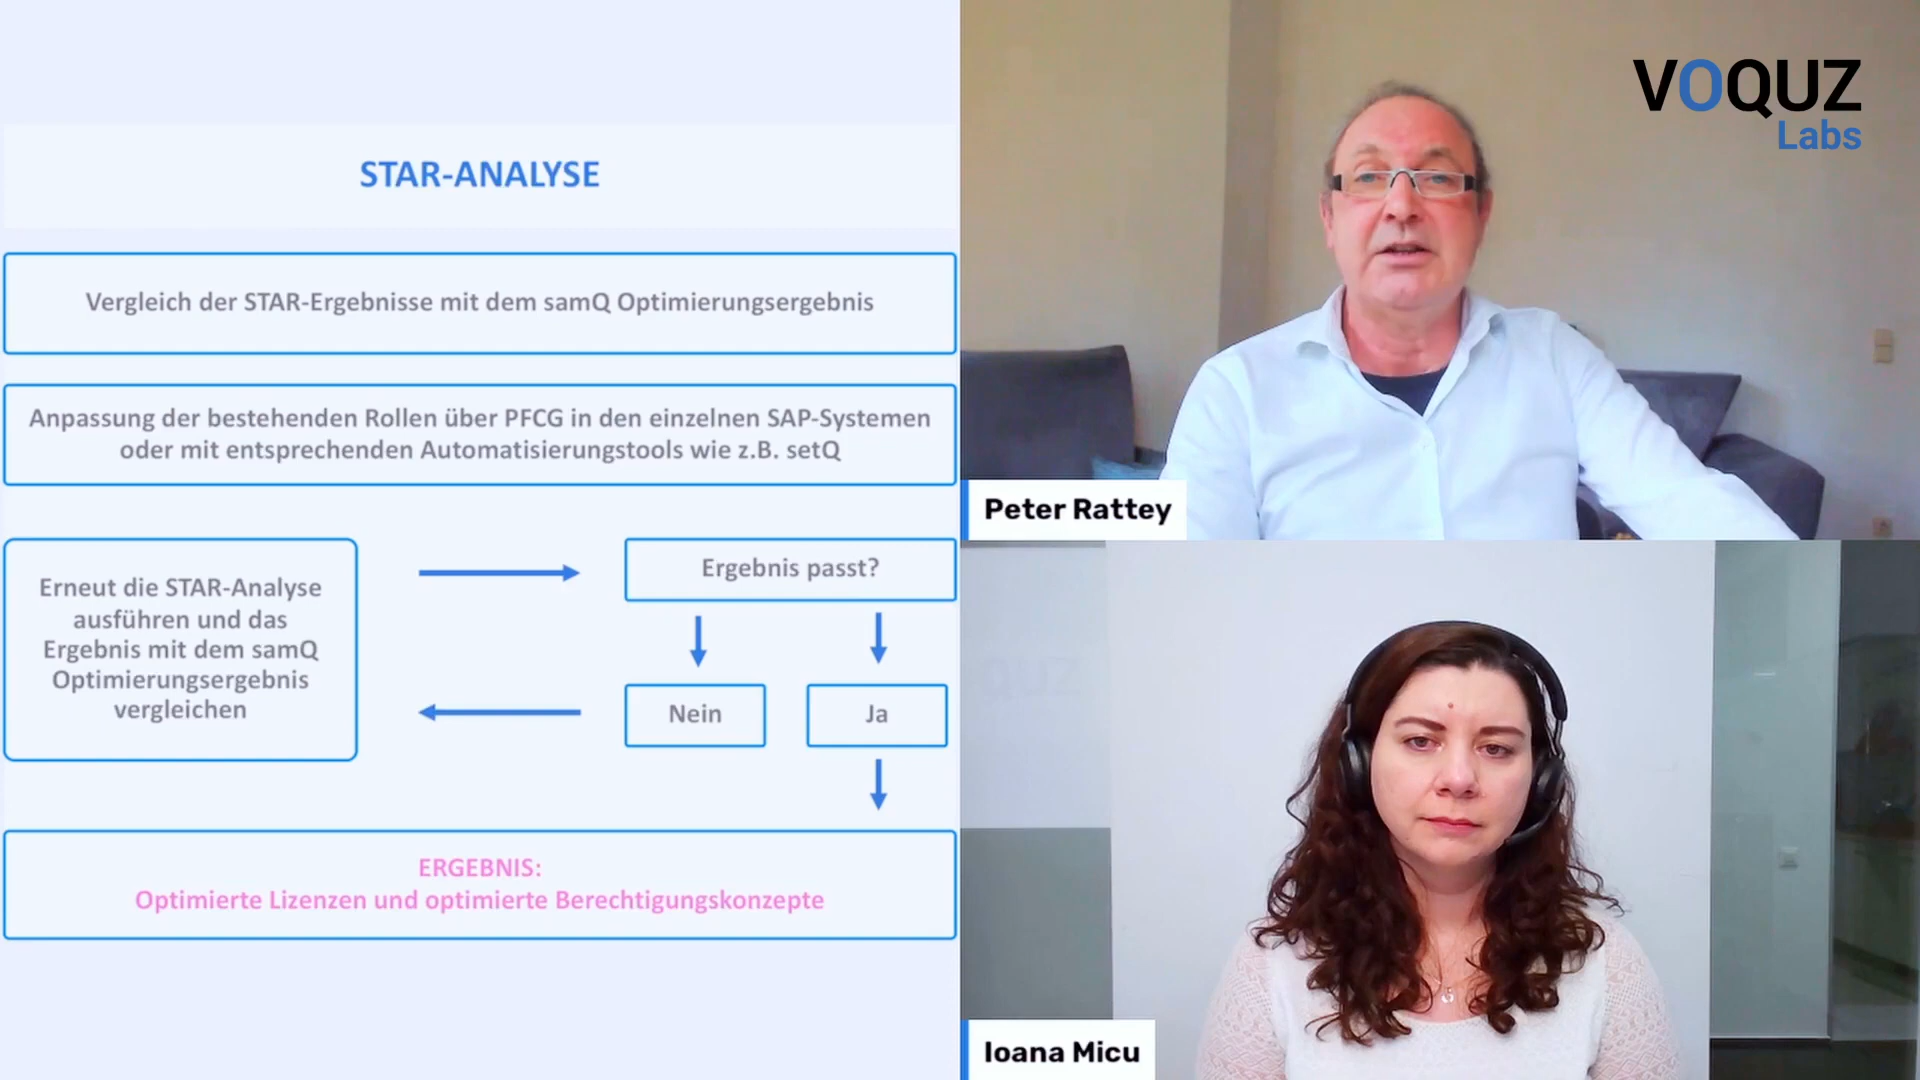 STAR-ANALYSE
Vergleich der STAR-Ergebnisse mit dem samQ Optimierungsergebnis
Anpassung der bestehenden Rollen über PFCG in den einzelnen SAP-Systemen
oder mit entsprechenden Automatisierungstools wie z.B. setQ
Erneut die STAR-Analyse
ausführen und das
Ergebnis mit dem samQ
Optimierungsergebnis
vergleichen
Ergebnis passt?
Nein
Ja
ERGEBNIS:
Optimierte Lizenzen und optimierte Berechtigungskonzepte
VOQUZ
Labs
Peter Rattey
QUZ
Ioana Micu